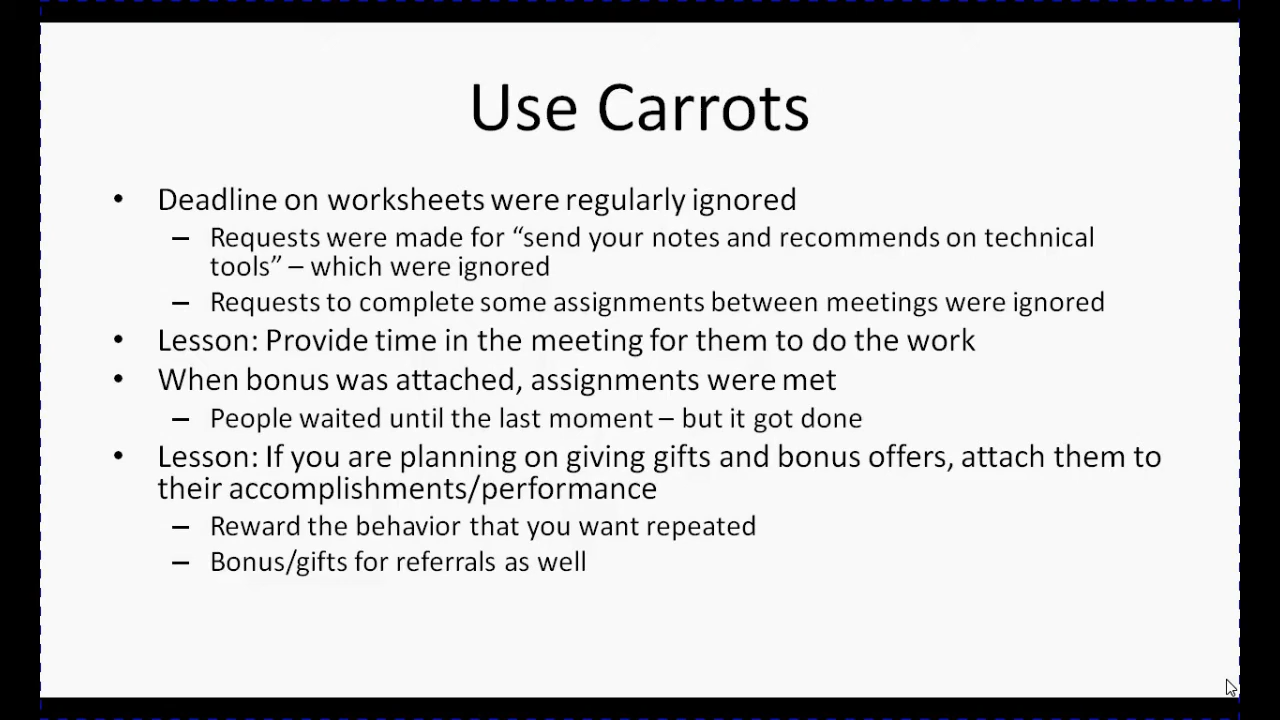 Use Carrots
• Deadline on worksheets were regularly ignored
– Requests were made for “send your notes and recommends on technical
tools” – which were ignored
– Requests to complete some assignments between meetings were ignored
• Lesson: Provide time in the meeting for them to do the work
• When bonus was attached, assignments were met
– People waited until the last moment – but it got done
• Lesson: If you are planning on giving gifts and bonus offers, attach them to
their accomplishments/performance
– Reward the behavior that you want repeated
– Bonus/gifts for referrals as well